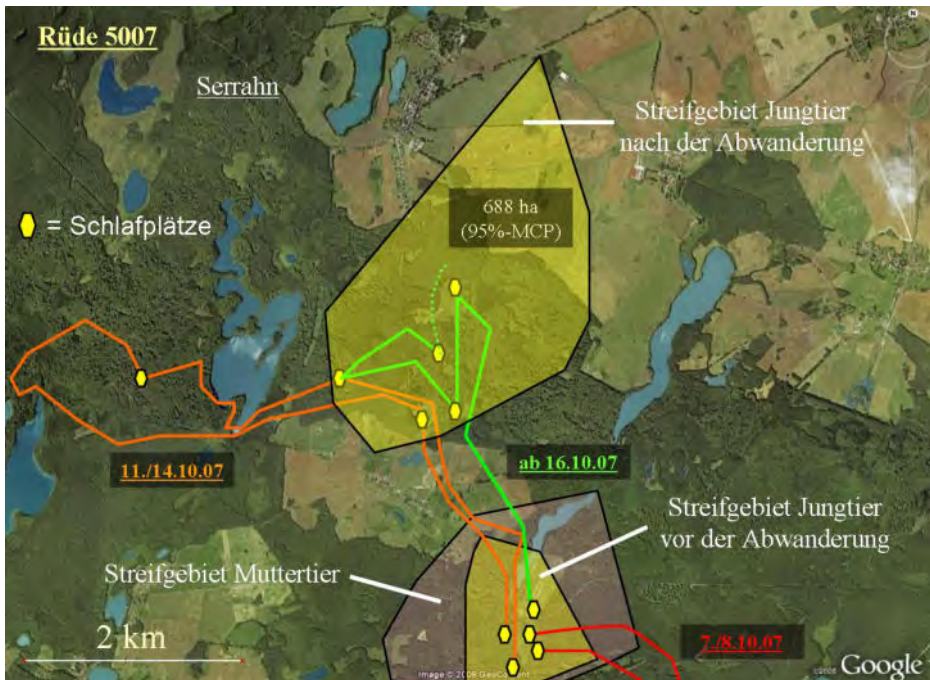 Rüde 5007
Serrahn
Streifgebiet Jungtier
nach der Abwanderung
688 ha
(95%-MCP)
= Schlafplätze
11./14.10.07
ab 16.10.07
Streifgebiet Jungtier
vor der Abwanderung
Streifgebiet Muttertier
2 km
7./8.10.07
Image © 2009 GeoContent
Google